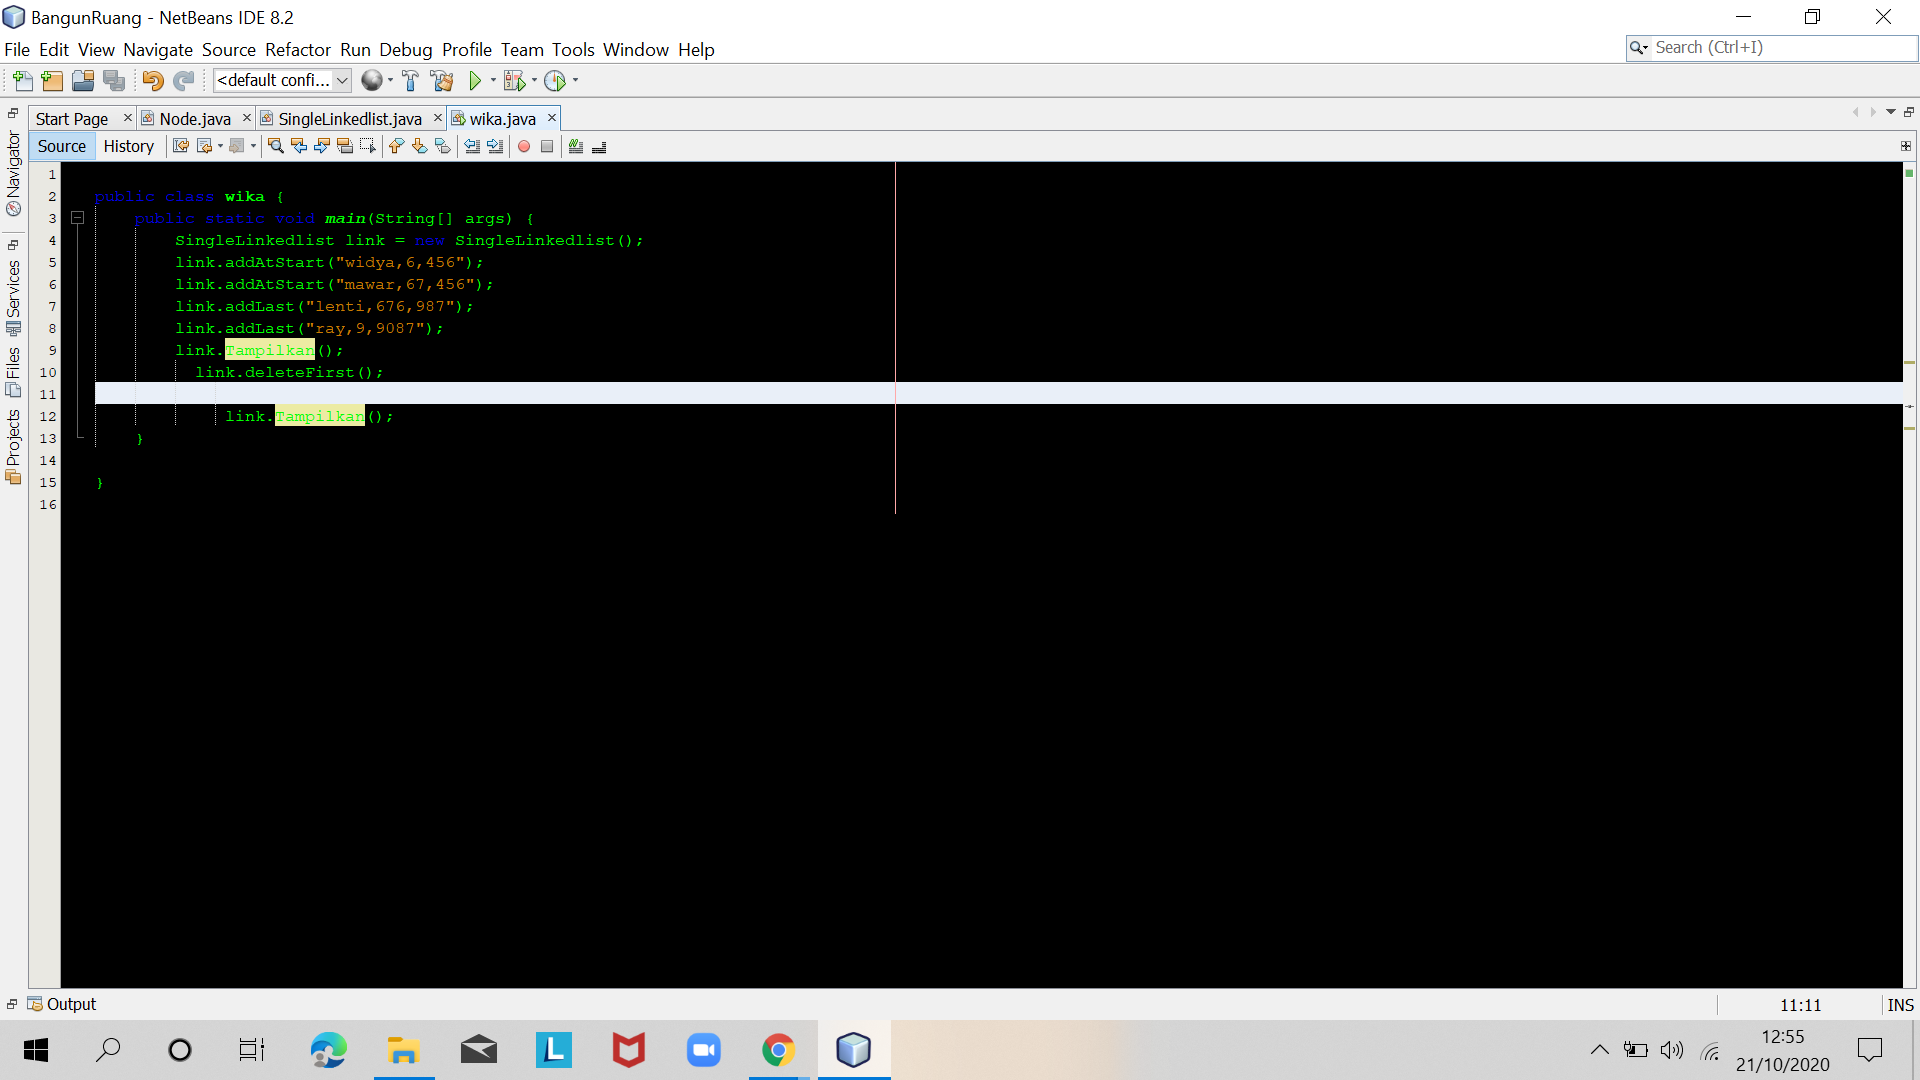 BangunRuang - NetBeans IDE 8.2
File Edit View Navigate Source Refactor Run Debug Profile Team Tools Window Help
Search (Ctrl+I)
<default confi...
Start Page
Node.java
SingleLinkedlist.java
wika.java
Source
History
Navigator
Services
Files
Projects
1
2 public class wika {
3 public static void main(String[] args) {
4 SingleLinkedlist link = new SingleLinkedlist();
5 link.addAtStart("widya,6,456");
6 link.addAtStart("mawar,67,456");
7 link.addLast("lenti,676,987");
8 link.addLast("ray,9,9087");
9 link.Tampilkan();
10 link.deleteFirst();
11
12 link.Tampilkan();
13 }
14
15 }
16
Output
11:11
INS
12:55
21/10/2020